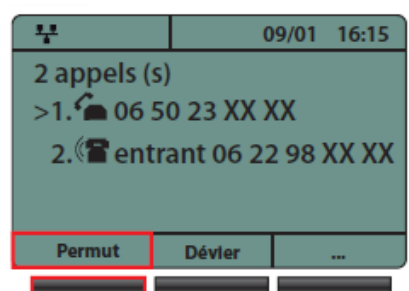 09/01 16:15
2 appels (s)
>1. 06 50 23 XX XX
2. entrant 06 22 98 XX XX
Permut Dévier ...